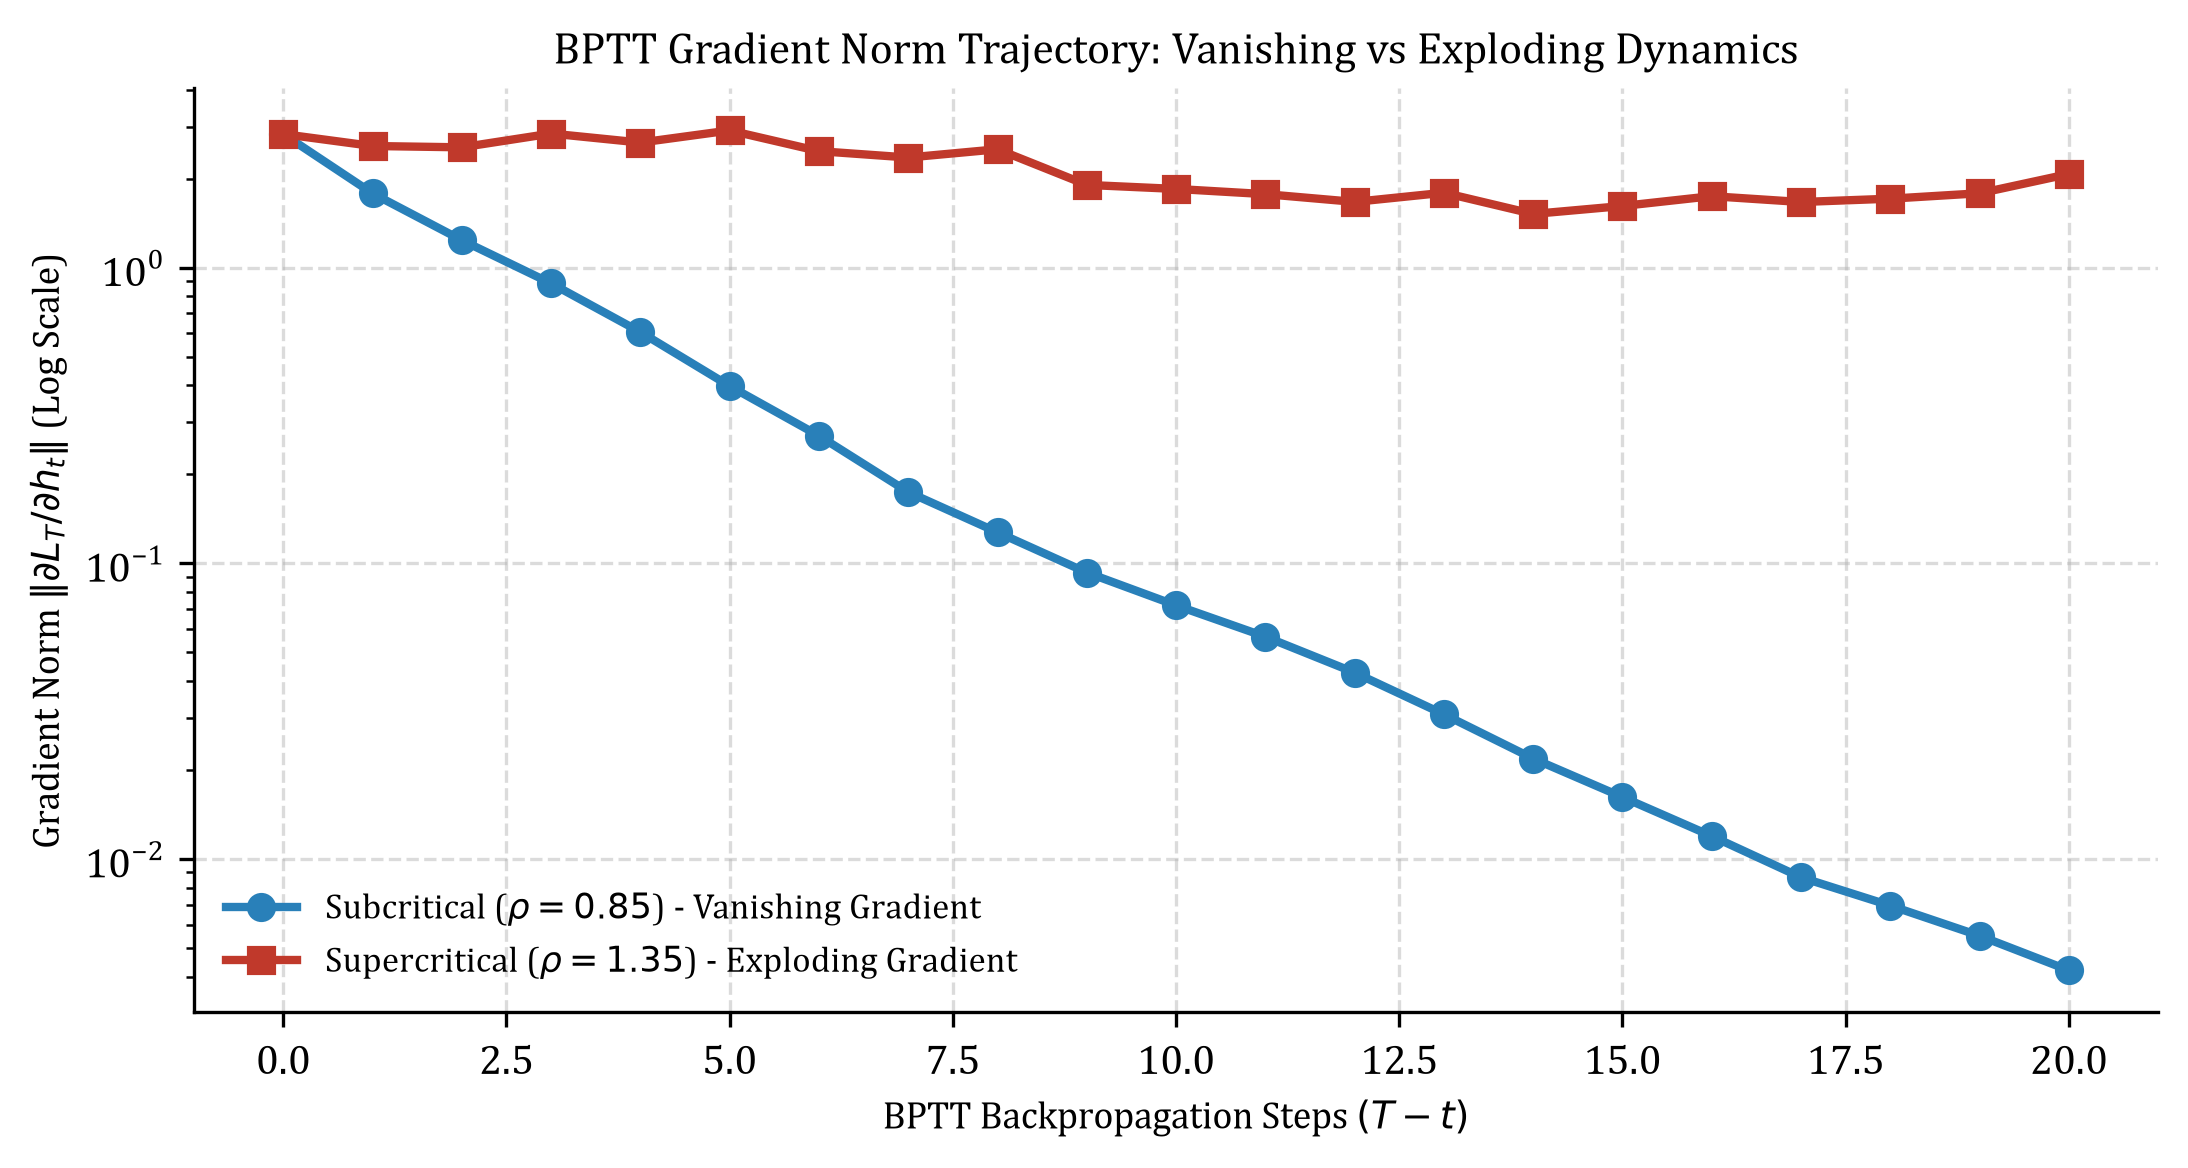 BPTT Gradient Norm Trajectory: Vanishing vs Exploding Dynamics
Gradient Norm ‖∂L_T/∂h_t‖ (Log Scale)
10⁰
10⁻¹
10⁻²
Subcritical (ρ = 0.85) - Vanishing Gradient
Supercritical (ρ = 1.35) - Exploding Gradient
0.0 2.5 5.0 7.5 10.0 12.5 15.0 17.5 20.0
BPTT Backpropagation Steps (T − t)